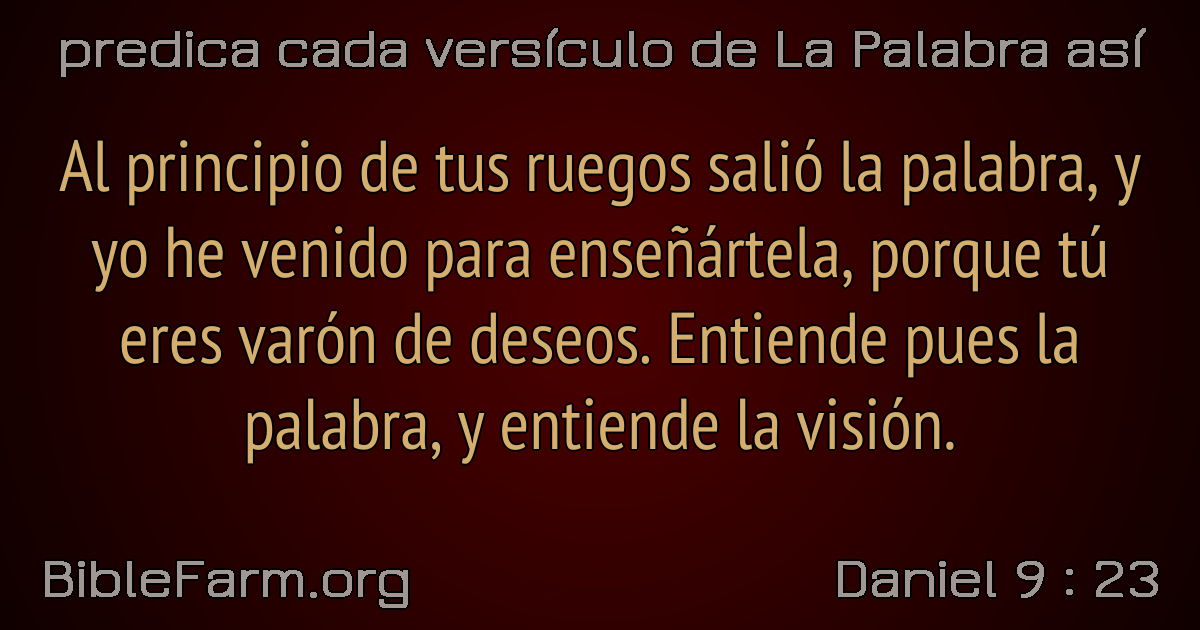 predica cada versículo de La Palabra así
Al principio de tus ruegos salió la palabra, y
yo he venido para enseñártela, porque tú
eres varón de deseos. Entiende pues la
palabra, y entiende la visión.
BibleFarm.org
Daniel 9 : 23